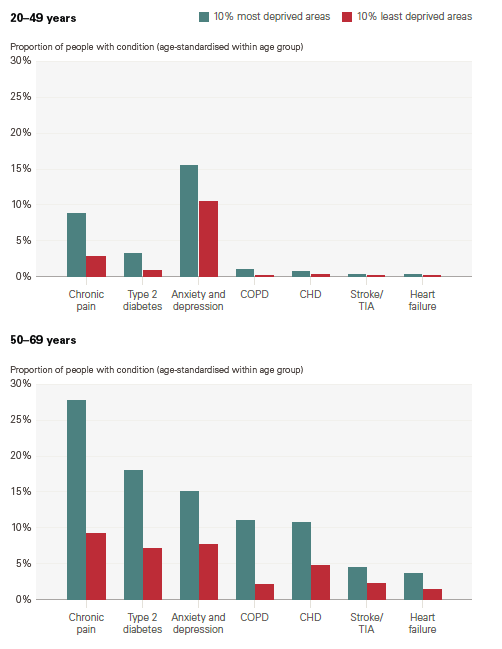 20–49 years
10% most deprived areas
10% least deprived areas
Proportion of people with condition (age-standardised within age group)
30%
25%
20%
15%
10%
5%
0%
Chronic
pain
Type 2
diabetes
Anxiety and
depression
COPD
CHD
Stroke/
TIA
Heart
failure
50–69 years
Proportion of people with condition (age-standardised within age group)
30%
25%
20%
15%
10%
5%
0%
Chronic
pain
Type 2
diabetes
Anxiety and
depression
COPD
CHD
Stroke/
TIA
Heart
failure